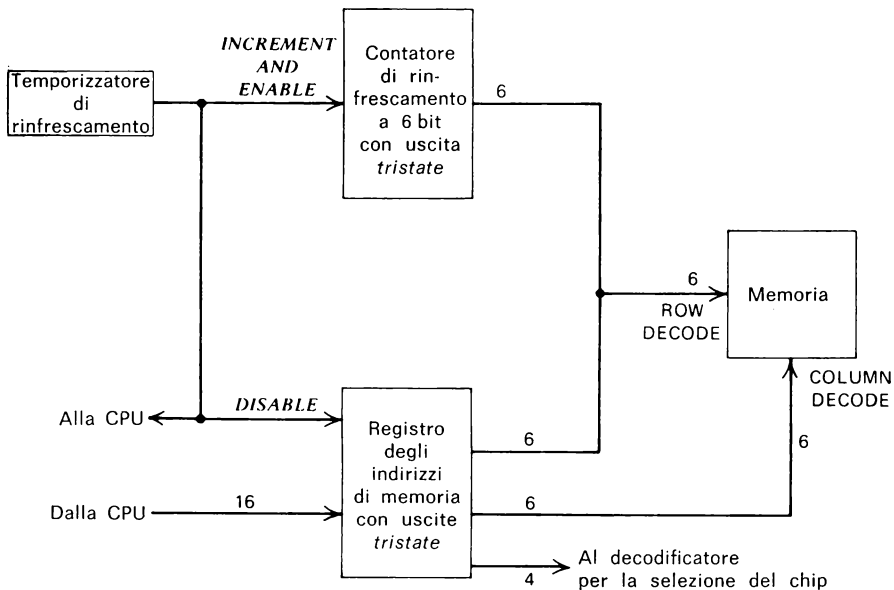 Temporizzatore
di
rinfrescamento
INCREMENT
AND
ENABLE
Contatore
di rin-
frescamento
a 6 bit
con uscita
tristate
6
6
ROW
DECODE
Memoria
COLUMN
DECODE
6
Alla CPU
DISABLE
Dalla CPU
16
Registro
degli
indirizzi
di memoria
con uscite
tristate
6
6
4
Al decodificatore
per la selezione del chip